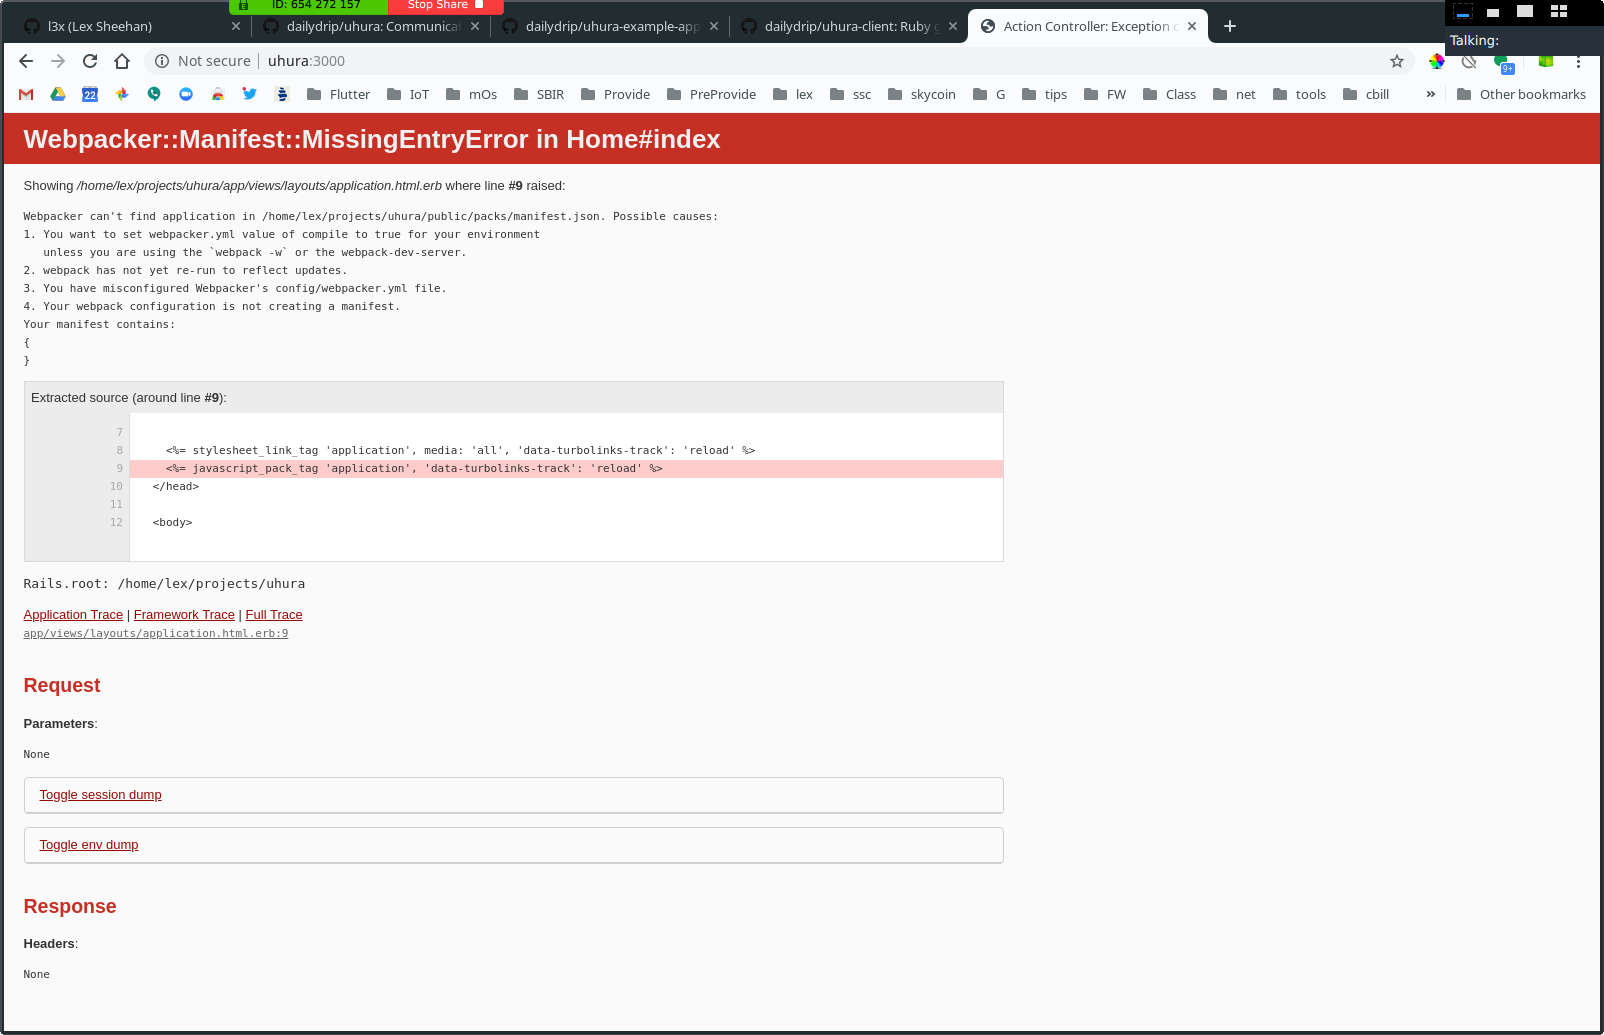 ID: 654 272 157
Stop Share
l3x (Lex Sheehan)
dailydrip/uhura: Communicat
dailydrip/uhura-example-app
dailydrip/uhura-client: Ruby g
Action Controller: Exception c
Talking:
Not secure
uhura:3000
9+
22
Flutter
IoT
mOs
SBIR
Provide
PreProvide
lex
ssc
skycoin
G
tips
FW
Class
net
tools
cbill
»
Other bookmarks
Webpacker::Manifest::MissingEntryError in Home#index
Showing /home/lex/projects/uhura/app/views/layouts/application.html.erb where line #9 raised:
Webpacker can't find application in /home/lex/projects/uhura/public/packs/manifest.json. Possible causes:
1. You want to set webpacker.yml value of compile to true for your environment
unless you are using the `webpack -w` or the webpack-dev-server.
2. webpack has not yet re-run to reflect updates.
3. You have misconfigured Webpacker's config/webpacker.yml file.
4. Your webpack configuration is not creating a manifest.
Your manifest contains:
{
}
Extracted source (around line #9):
7
8 <%= stylesheet_link_tag 'application', media: 'all', 'data-turbolinks-track': 'reload' %>
9 <%= javascript_pack_tag 'application', 'data-turbolinks-track': 'reload' %>
10 </head>
11
12 <body>
Rails.root: /home/lex/projects/uhura
Application Trace | Framework Trace | Full Trace
app/views/layouts/application.html.erb:9
Request
Parameters:
None
Toggle session dump
Toggle env dump
Response
Headers:
None